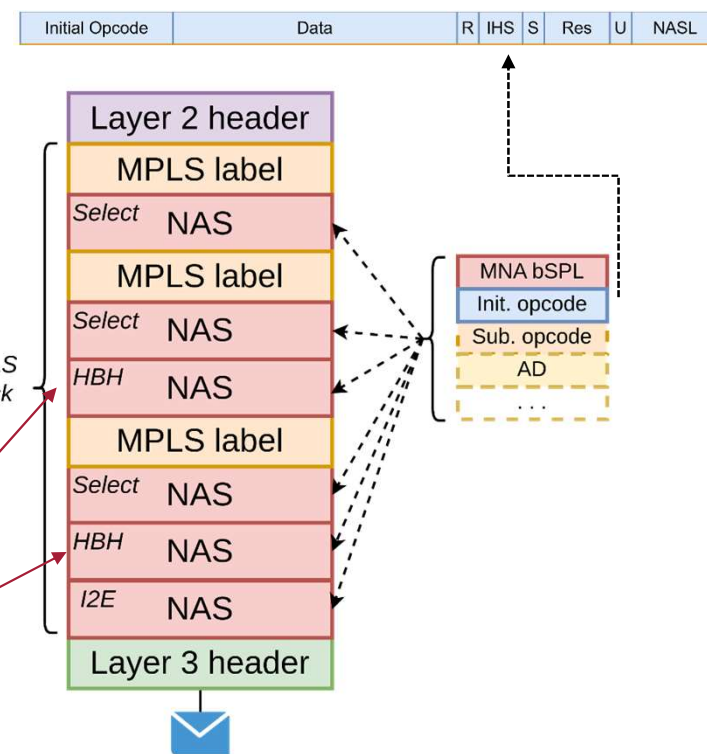 Initial Opcode Data R IHS S Res U NASL
Layer 2 header
MPLS label
Select NAS
MPLS label
Select NAS
HBH NAS
MPLS label
Select NAS
HBH NAS
I2E NAS
Layer 3 header
MNA bSPL
Init. opcode
Sub. opcode
AD
. . .